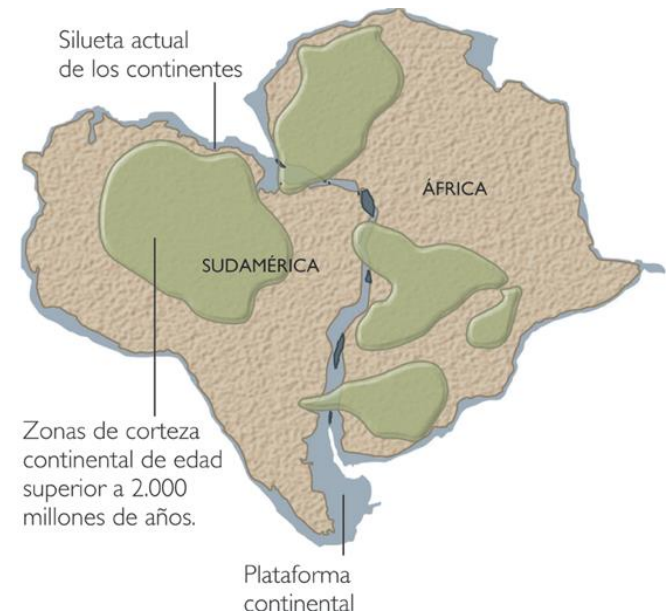 Silueta actual
de los continentes
ÁFRICA
SUDAMÉRICA
Zonas de corteza
continental de edad
superior a 2.000
millones de años.
Plataforma
continental